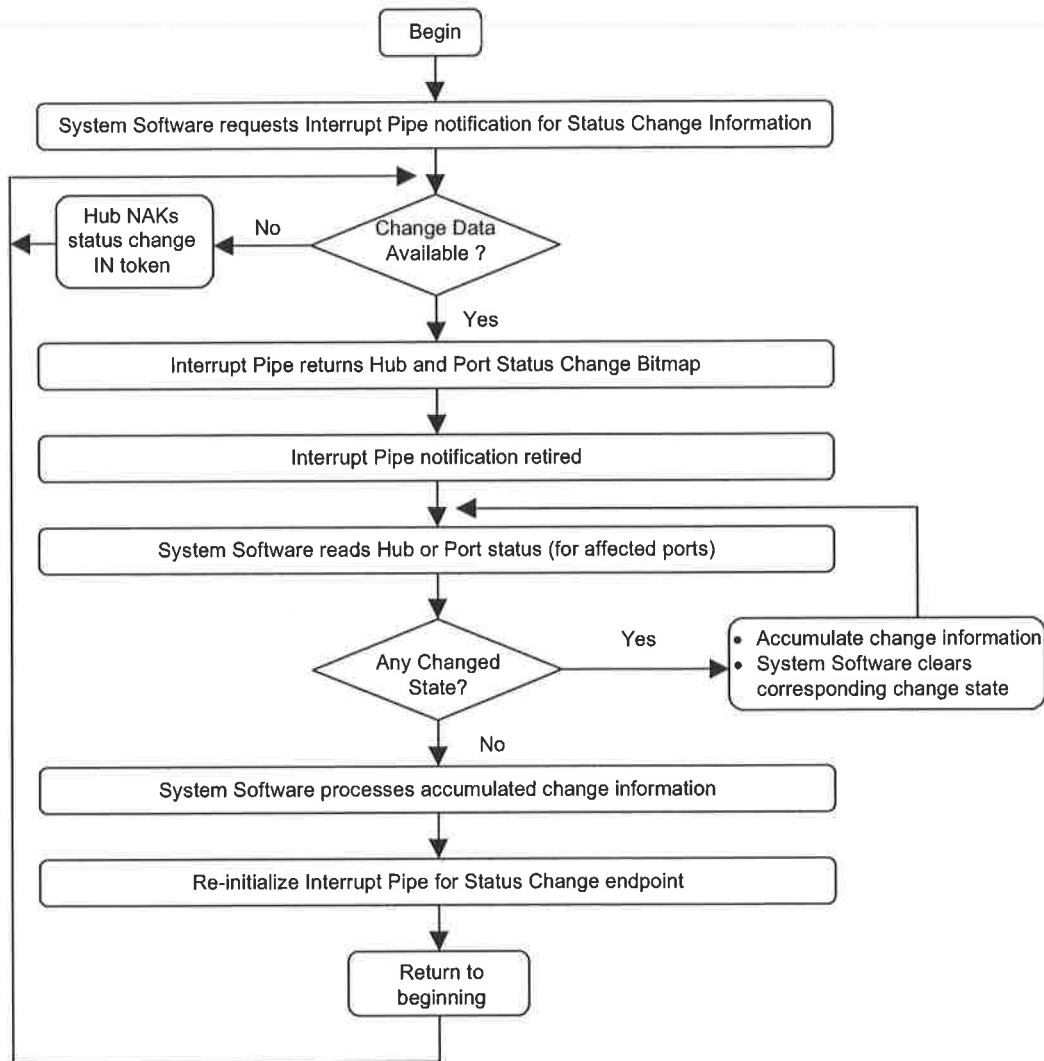 Begin
System Software requests Interrupt Pipe notification for Status Change Information
Hub NAKs
status change
IN token
No
Change Data
Available ?
Yes
Interrupt Pipe returns Hub and Port Status Change Bitmap
Interrupt Pipe notification retired
System Software reads Hub or Port status (for affected ports)
Any Changed
State?
Yes
• Accumulate change information
• System Software clears
corresponding change state
No
System Software processes accumulated change information
Re-initialize Interrupt Pipe for Status Change endpoint
Return to
beginning